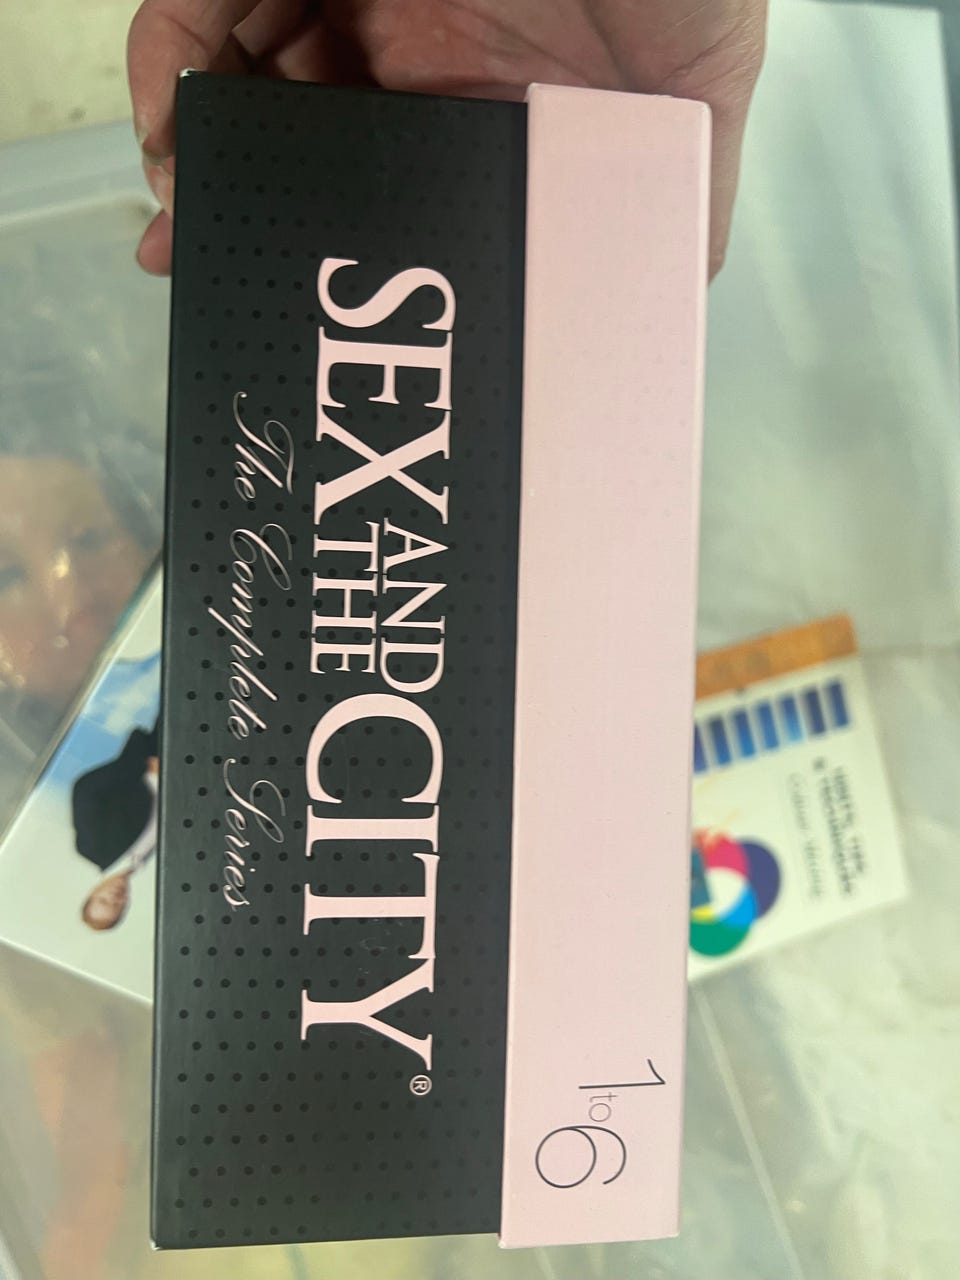 SEX AND THE CITY®
The Complete Series
1 to 6